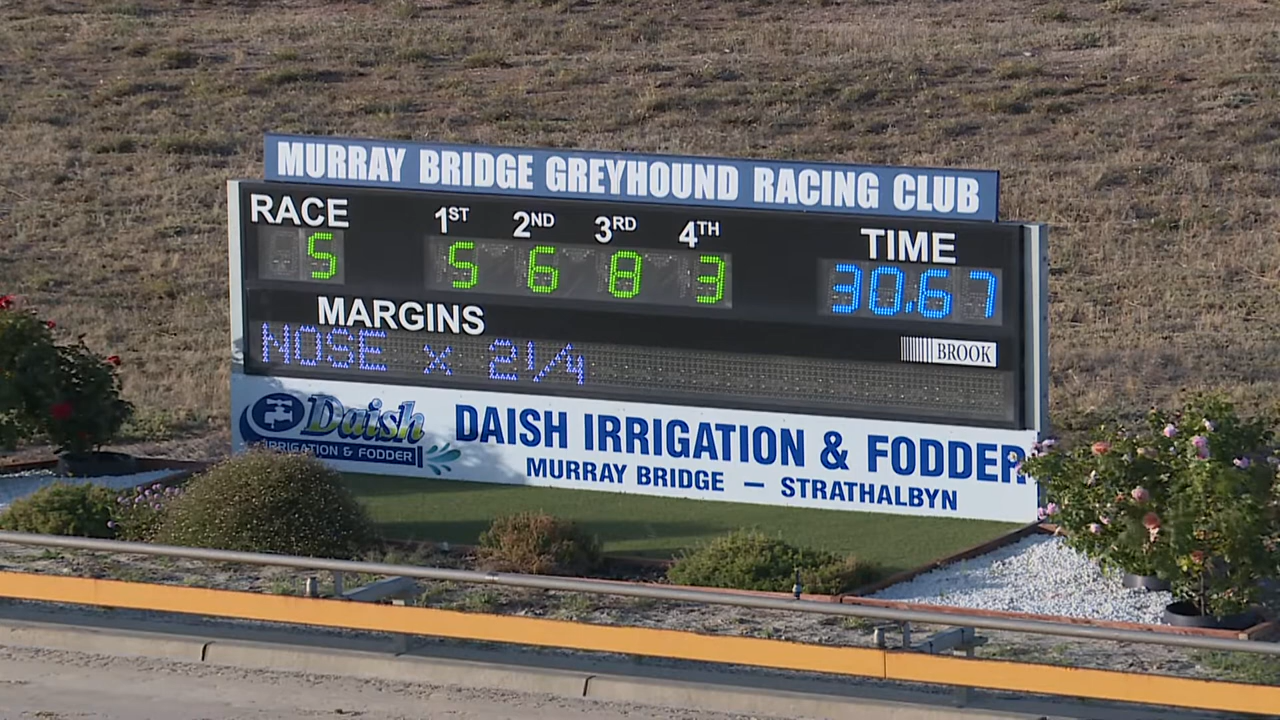 MURRAY BRIDGE GREYHOUND RACING CLUB
RACE 1ST 2ND 3RD 4TH TIME
5 5 6 8 3 30.67
MARGINS
NOSE x 2 1/4
BROOK
Daish
IRRIGATION & FODDER
DAISH IRRIGATION & FODDER
MURRAY BRIDGE — STRATHALBYN